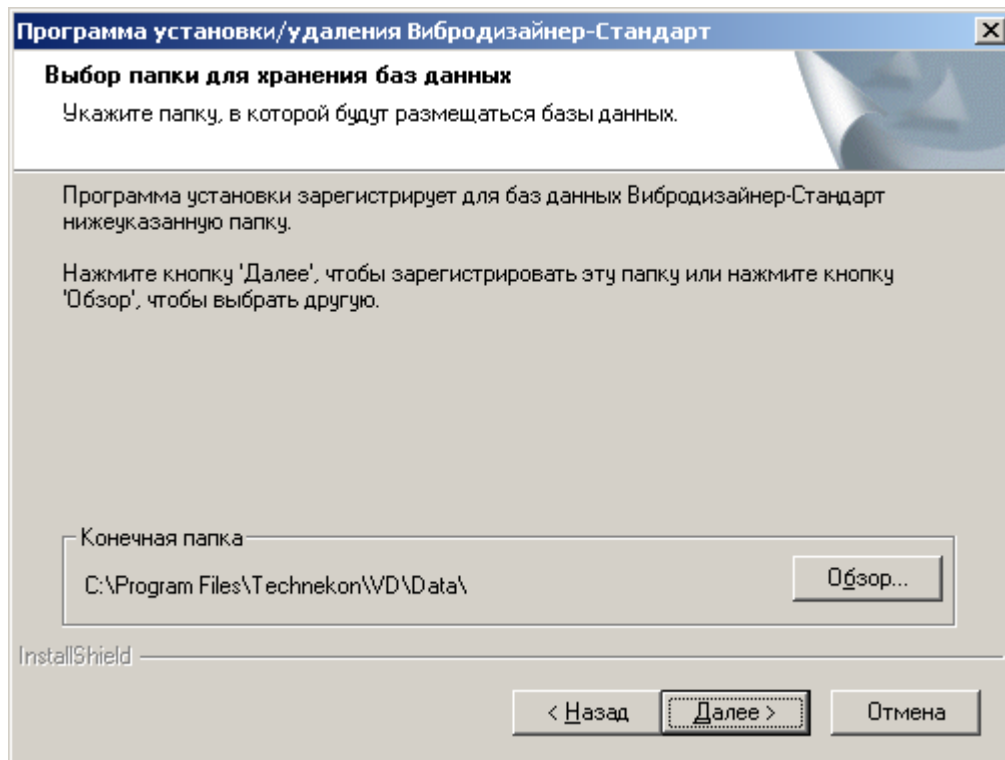 Программа установки/удаления Вибродизайнер-Стандарт
Выбор папки для хранения баз данных
Укажите папку, в которой будут размещаться базы данных.
Программа установки зарегистрирует для баз данных Вибродизайнер-Стандарт
нижеуказанную папку.
Нажмите кнопку 'Далее', чтобы зарегистрировать эту папку или нажмите кнопку
'Обзор', чтобы выбрать другую.
Конечная папка
C:\Program Files\Technekon\VD\Data\
Обзор...
InstallShield
< Назад
Далее >
Отмена